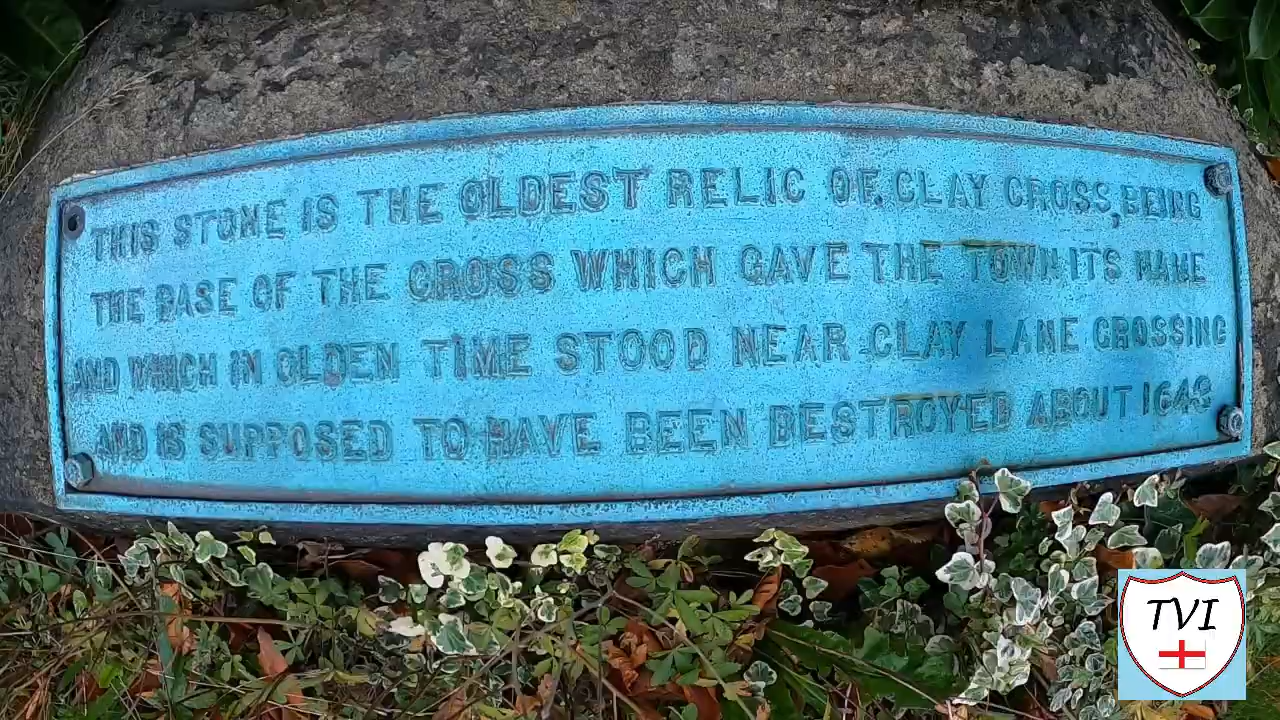 THIS STONE IS THE OLDEST RELIC OF CLAY CROSS, BEING
THE BASE OF THE CROSS WHICH GAVE THE TOWN ITS NAME
AND WHICH IN OLDEN TIME STOOD NEAR CLAY LANE CROSSING
AND IS SUPPOSED TO HAVE BEEN DESTROYED ABOUT 1643
TVI